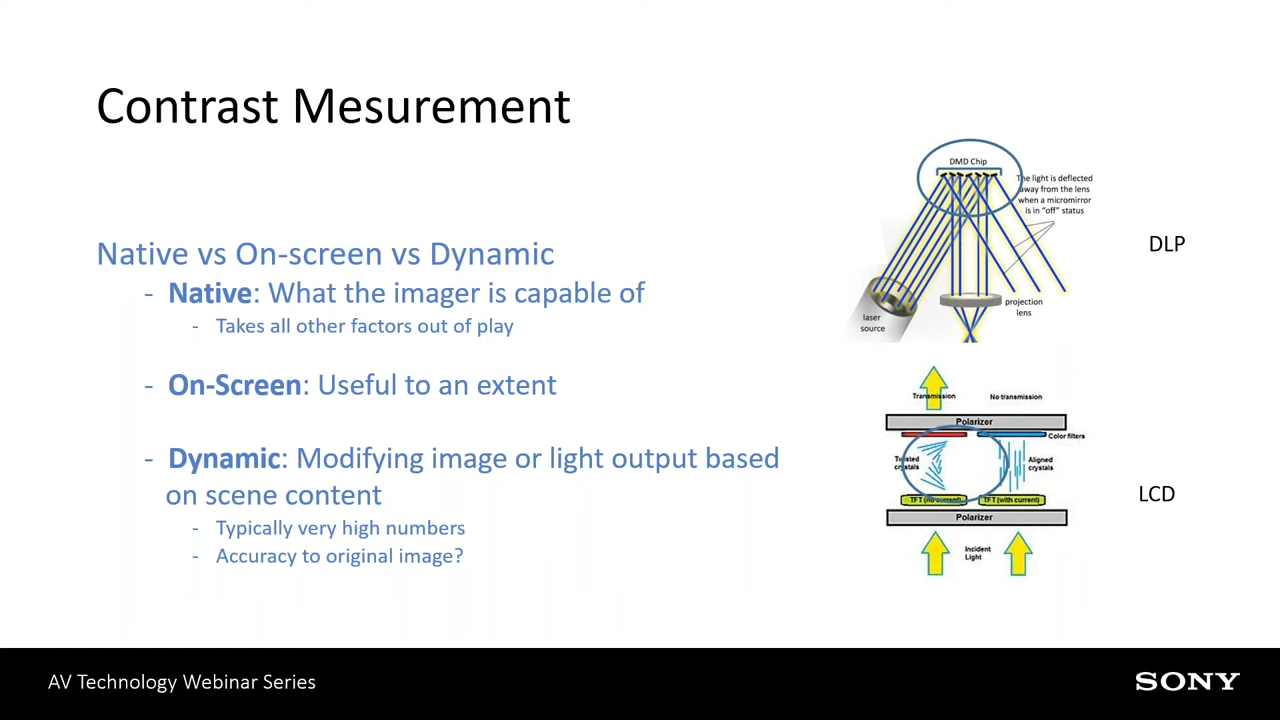 Contrast Mesurement
Native vs On-screen vs Dynamic
- Native: What the imager is capable of
- Takes all other factors out of play
- On-Screen: Useful to an extent
- Dynamic: Modifying image or light output based
on scene content
- Typically very high numbers
- Accuracy to original image?
DMD Chip
The light is deflected
away from the lens
when a micromirror
is in "off" status
laser
source
projection
lens
DLP
Transmission
No transmission
Polarizer
Color filters
Twisted
crystals
Aligned
crystals
TFT (no current)
TFT (with current)
Polarizer
Incident
Light
LCD
AV Technology Webinar Series
SONY